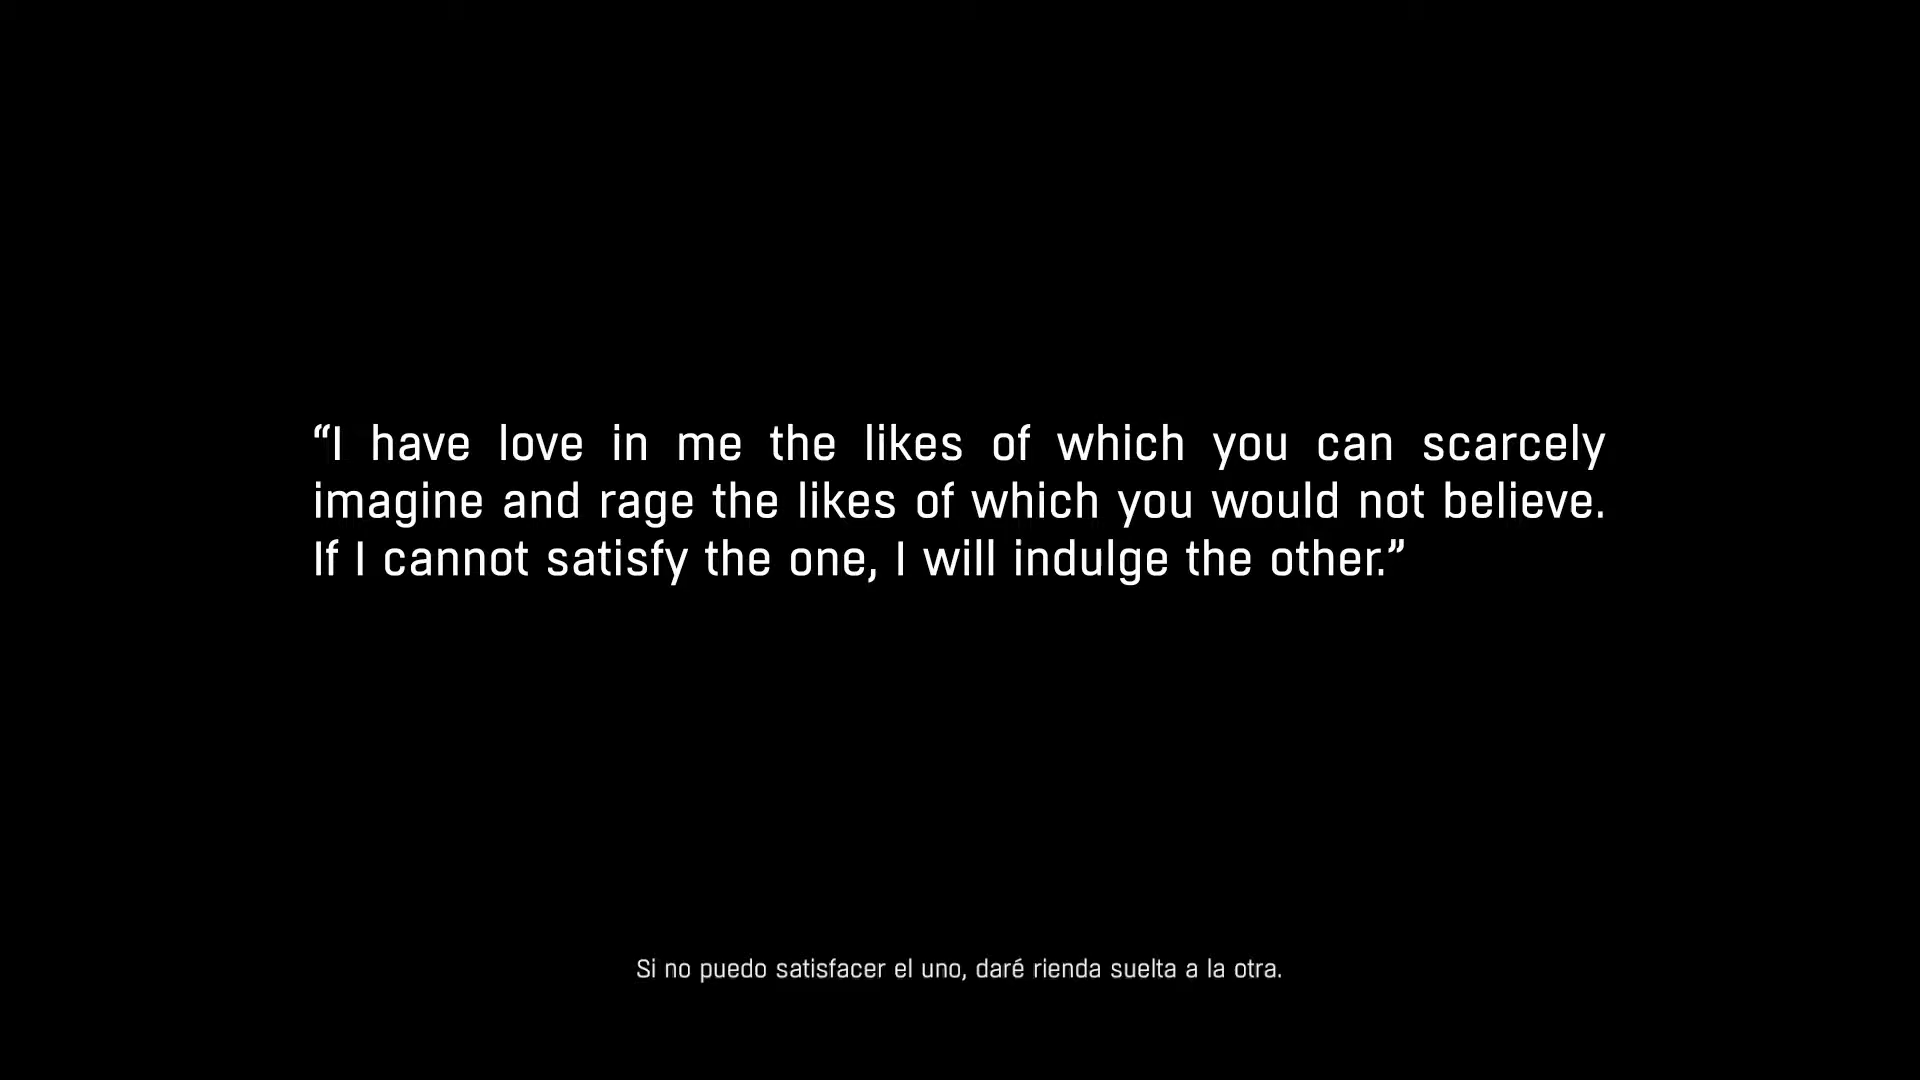 “I have love in me the likes of which you can scarcely
imagine and rage the likes of which you would not believe.
If I cannot satisfy the one, I will indulge the other.”
Si no puedo satisfacer el uno, daré rienda suelta a la otra.